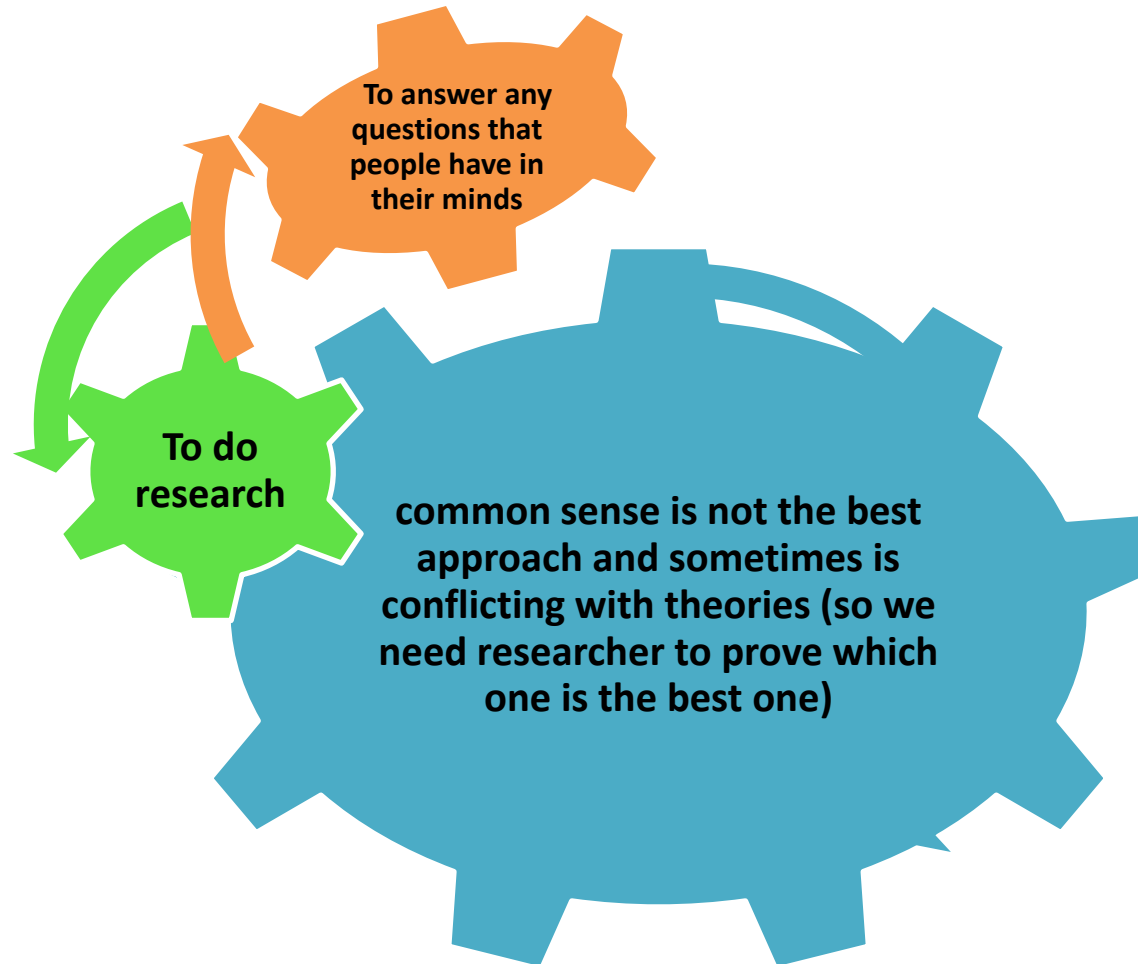 To answer any
questions that
people have in
their minds
To do
research
common sense is not the best
approach and sometimes is
conflicting with theories (so we
need researcher to prove which
one is the best one)